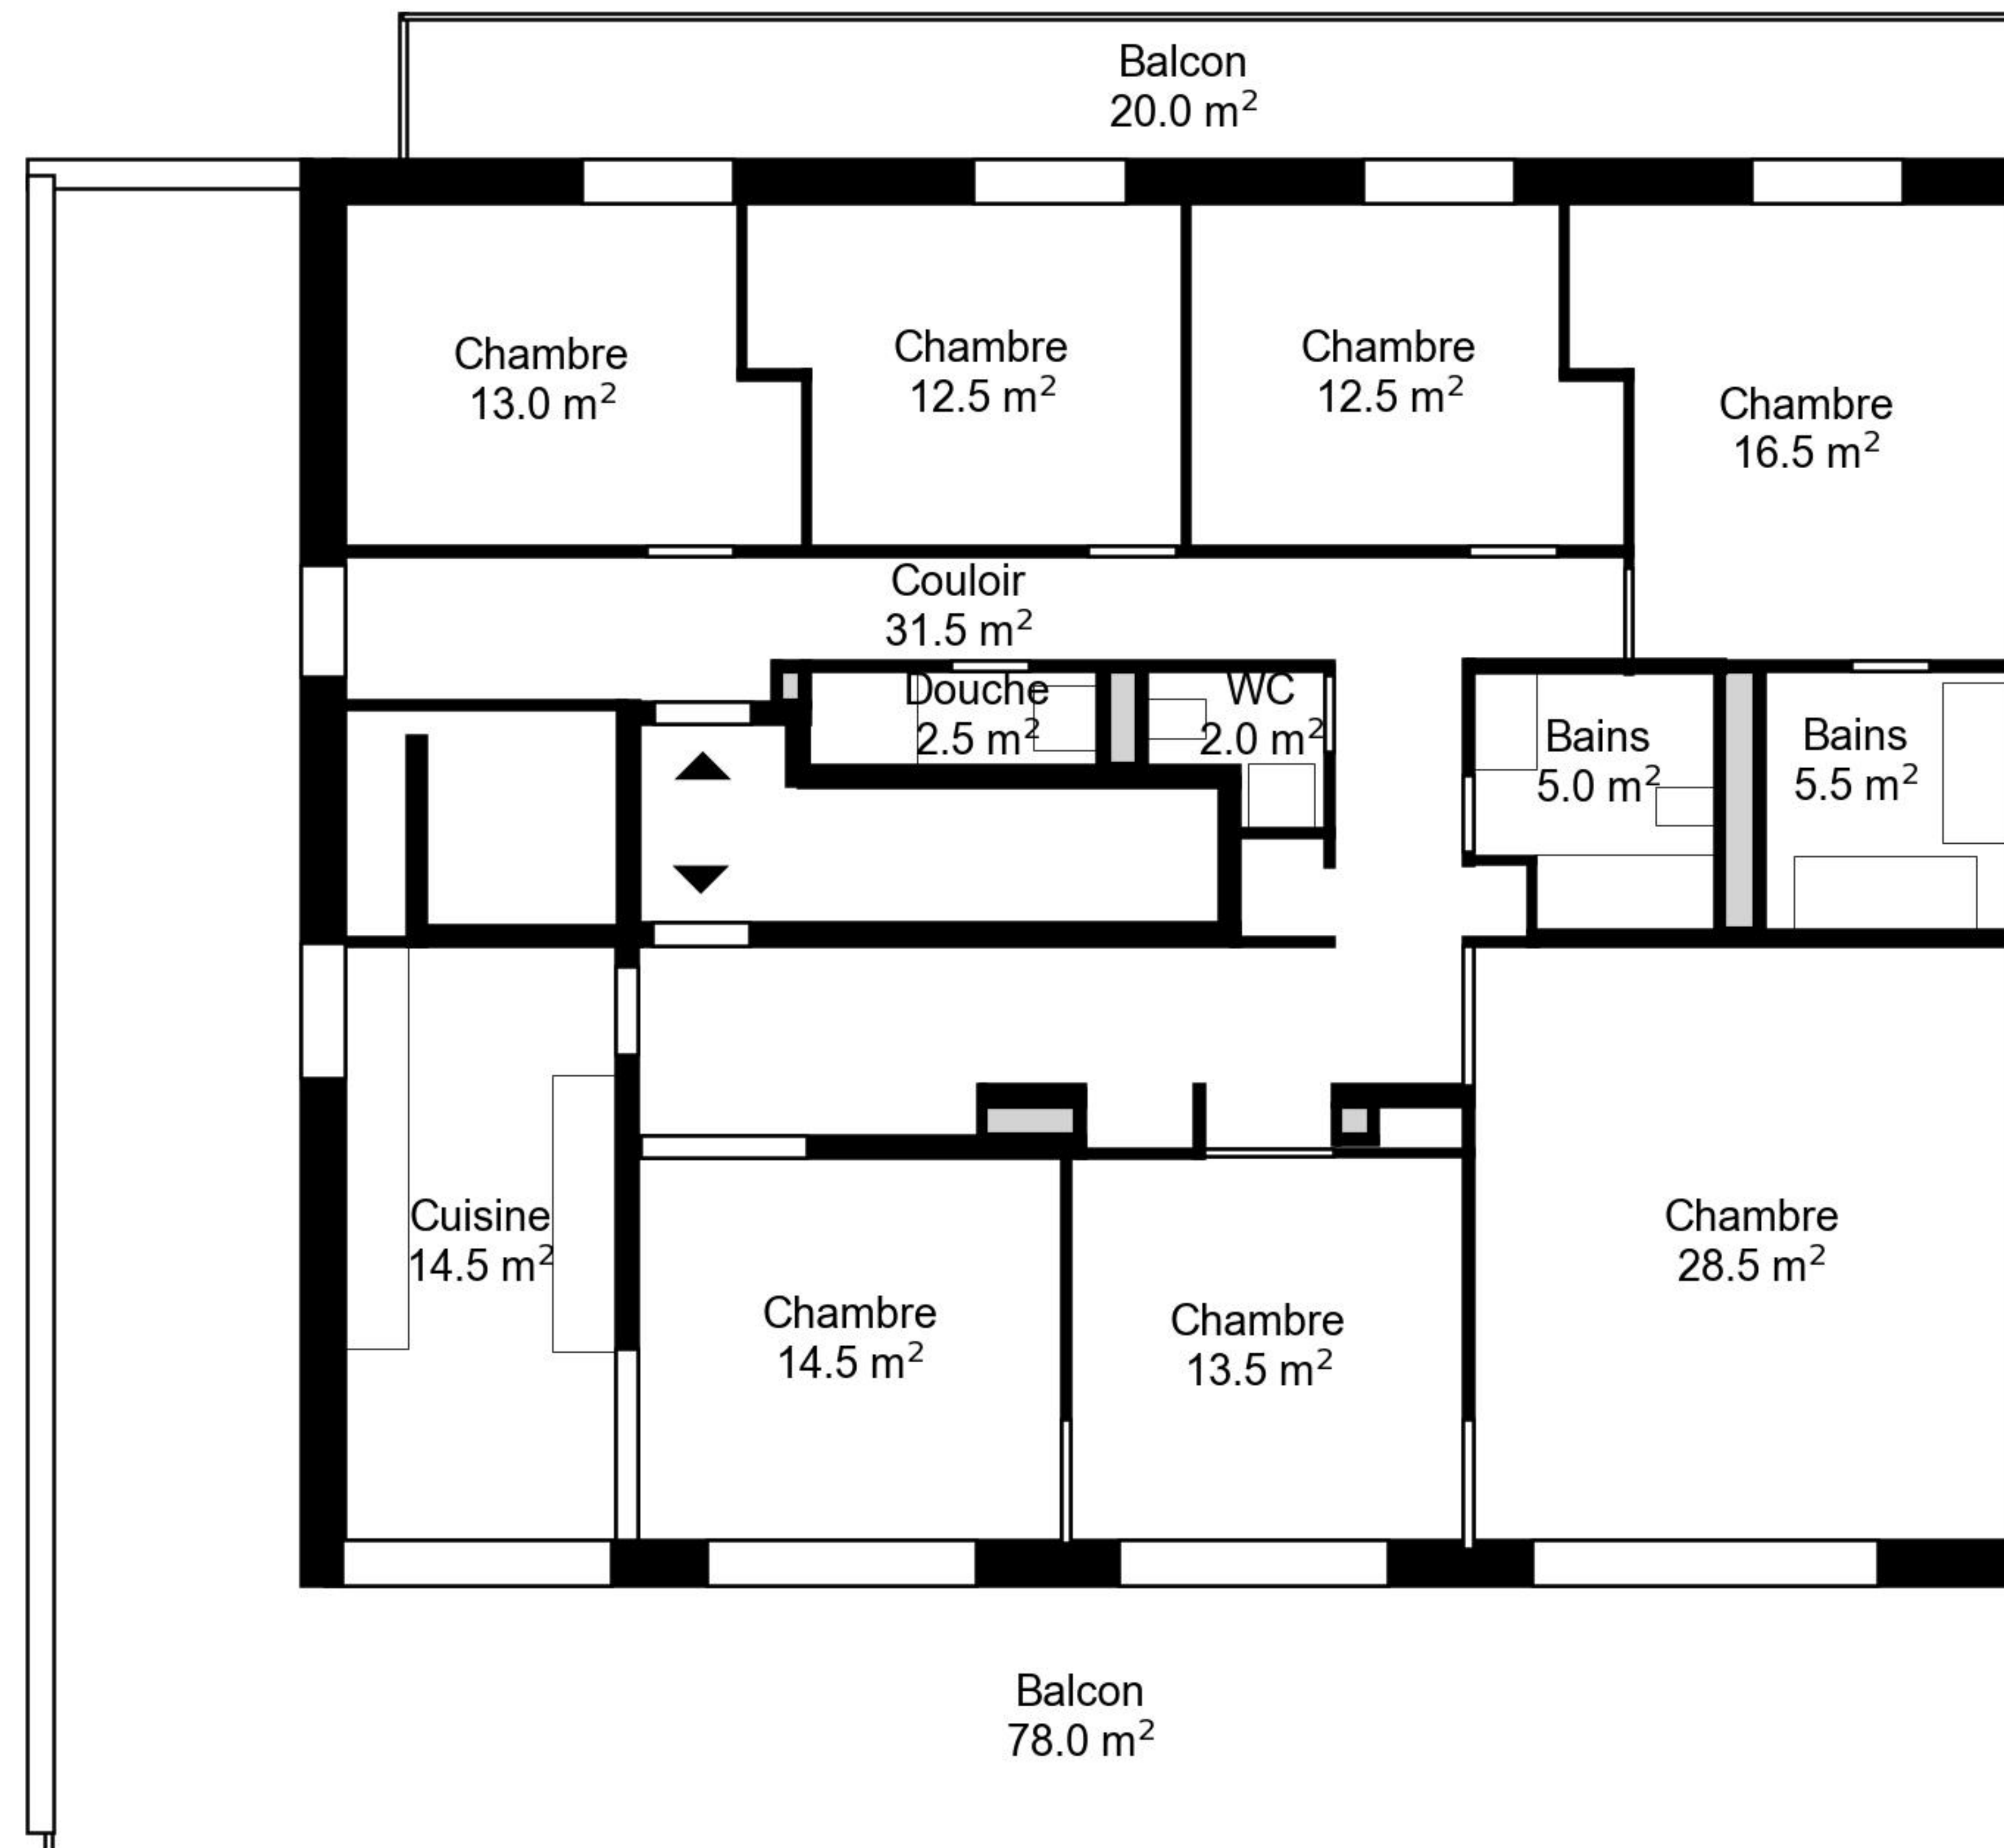 Balcon
20.0 m²
Chambre
13.0 m²
Chambre
12.5 m²
Chambre
12.5 m²
Chambre
16.5 m²
Couloir
31.5 m²
Douche
2.5 m²
WC
2.0 m²
Bains
5.0 m²
Bains
5.5 m²
Cuisine
14.5 m²
Chambre
14.5 m²
Chambre
13.5 m²
Chambre
28.5 m²
Balcon
78.0 m²